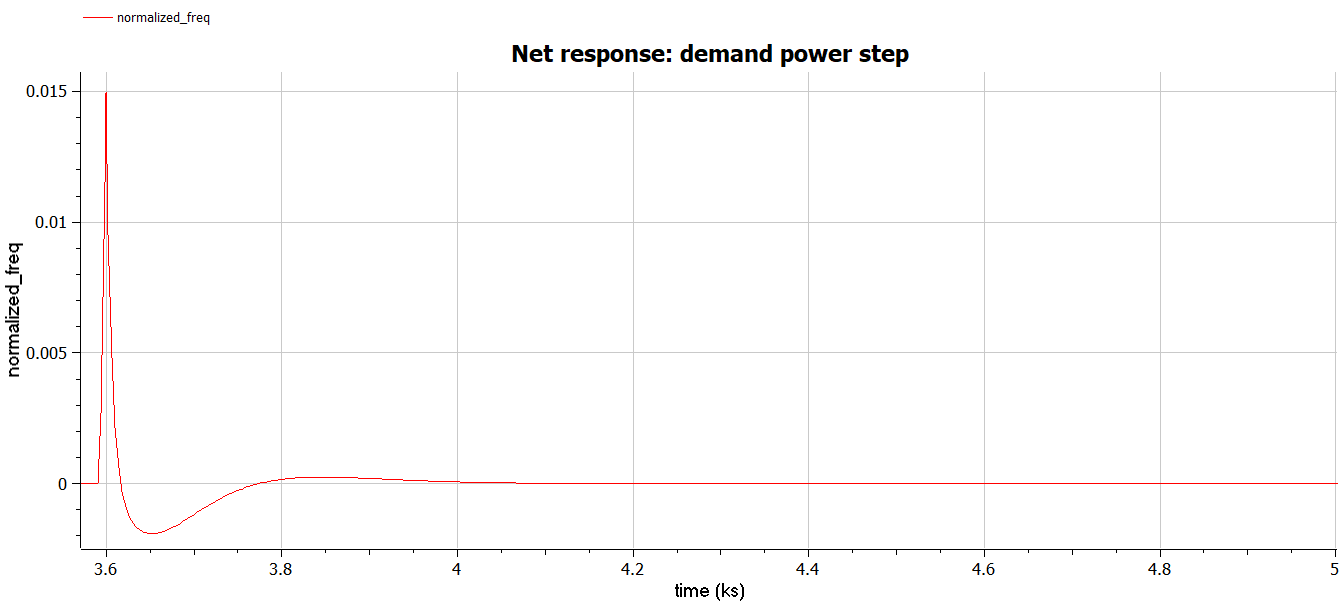 normalized_freq
Net response: demand power step
normalized_freq
0.015
0.01
0.005
0
3.6 3.8 4 4.2 4.4 4.6 4.8 5
time (ks)